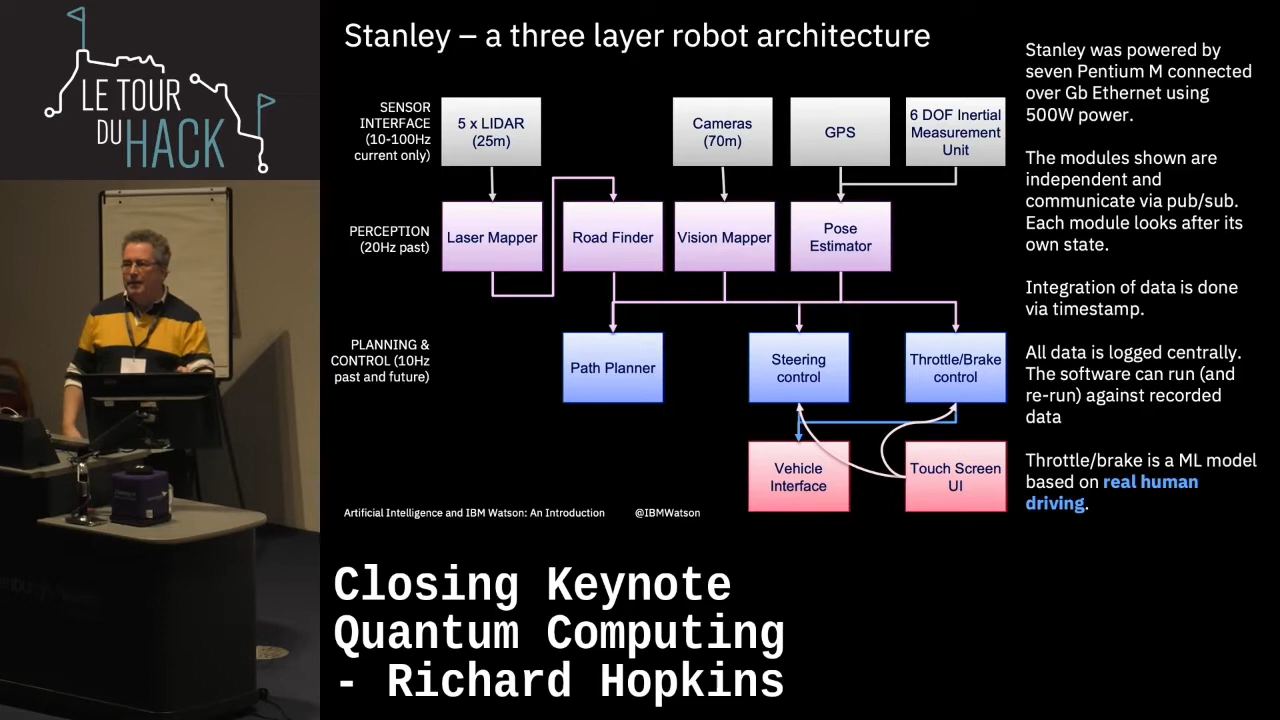 LE TOUR
DU HACK
Stanley – a three layer robot architecture
SENSOR
INTERFACE
(10-100Hz
current only)
5 x LIDAR
(25m)
Cameras
(70m)
GPS
6 DOF Inertial
Measurement
Unit
PERCEPTION
(20Hz past)
Laser Mapper
Road Finder
Vision Mapper
Pose
Estimator
PLANNING &
CONTROL (10Hz
past and future)
Path Planner
Steering
control
Throttle/Brake
control
Vehicle
Interface
Touch Screen
UI
Artificial Intelligence and IBM Watson: An Introduction
@IBMWatson
Stanley was powered by
seven Pentium M connected
over Gb Ethernet using
500W power.
The modules shown are
independent and
communicate via pub/sub.
Each module looks after its
own state.
Integration of data is done
via timestamp.
All data is logged centrally.
The software can run (and
re-run) against recorded
data
Throttle/brake is a ML model
based on real human
driving.
Closing Keynote
Quantum Computing
- Richard Hopkins